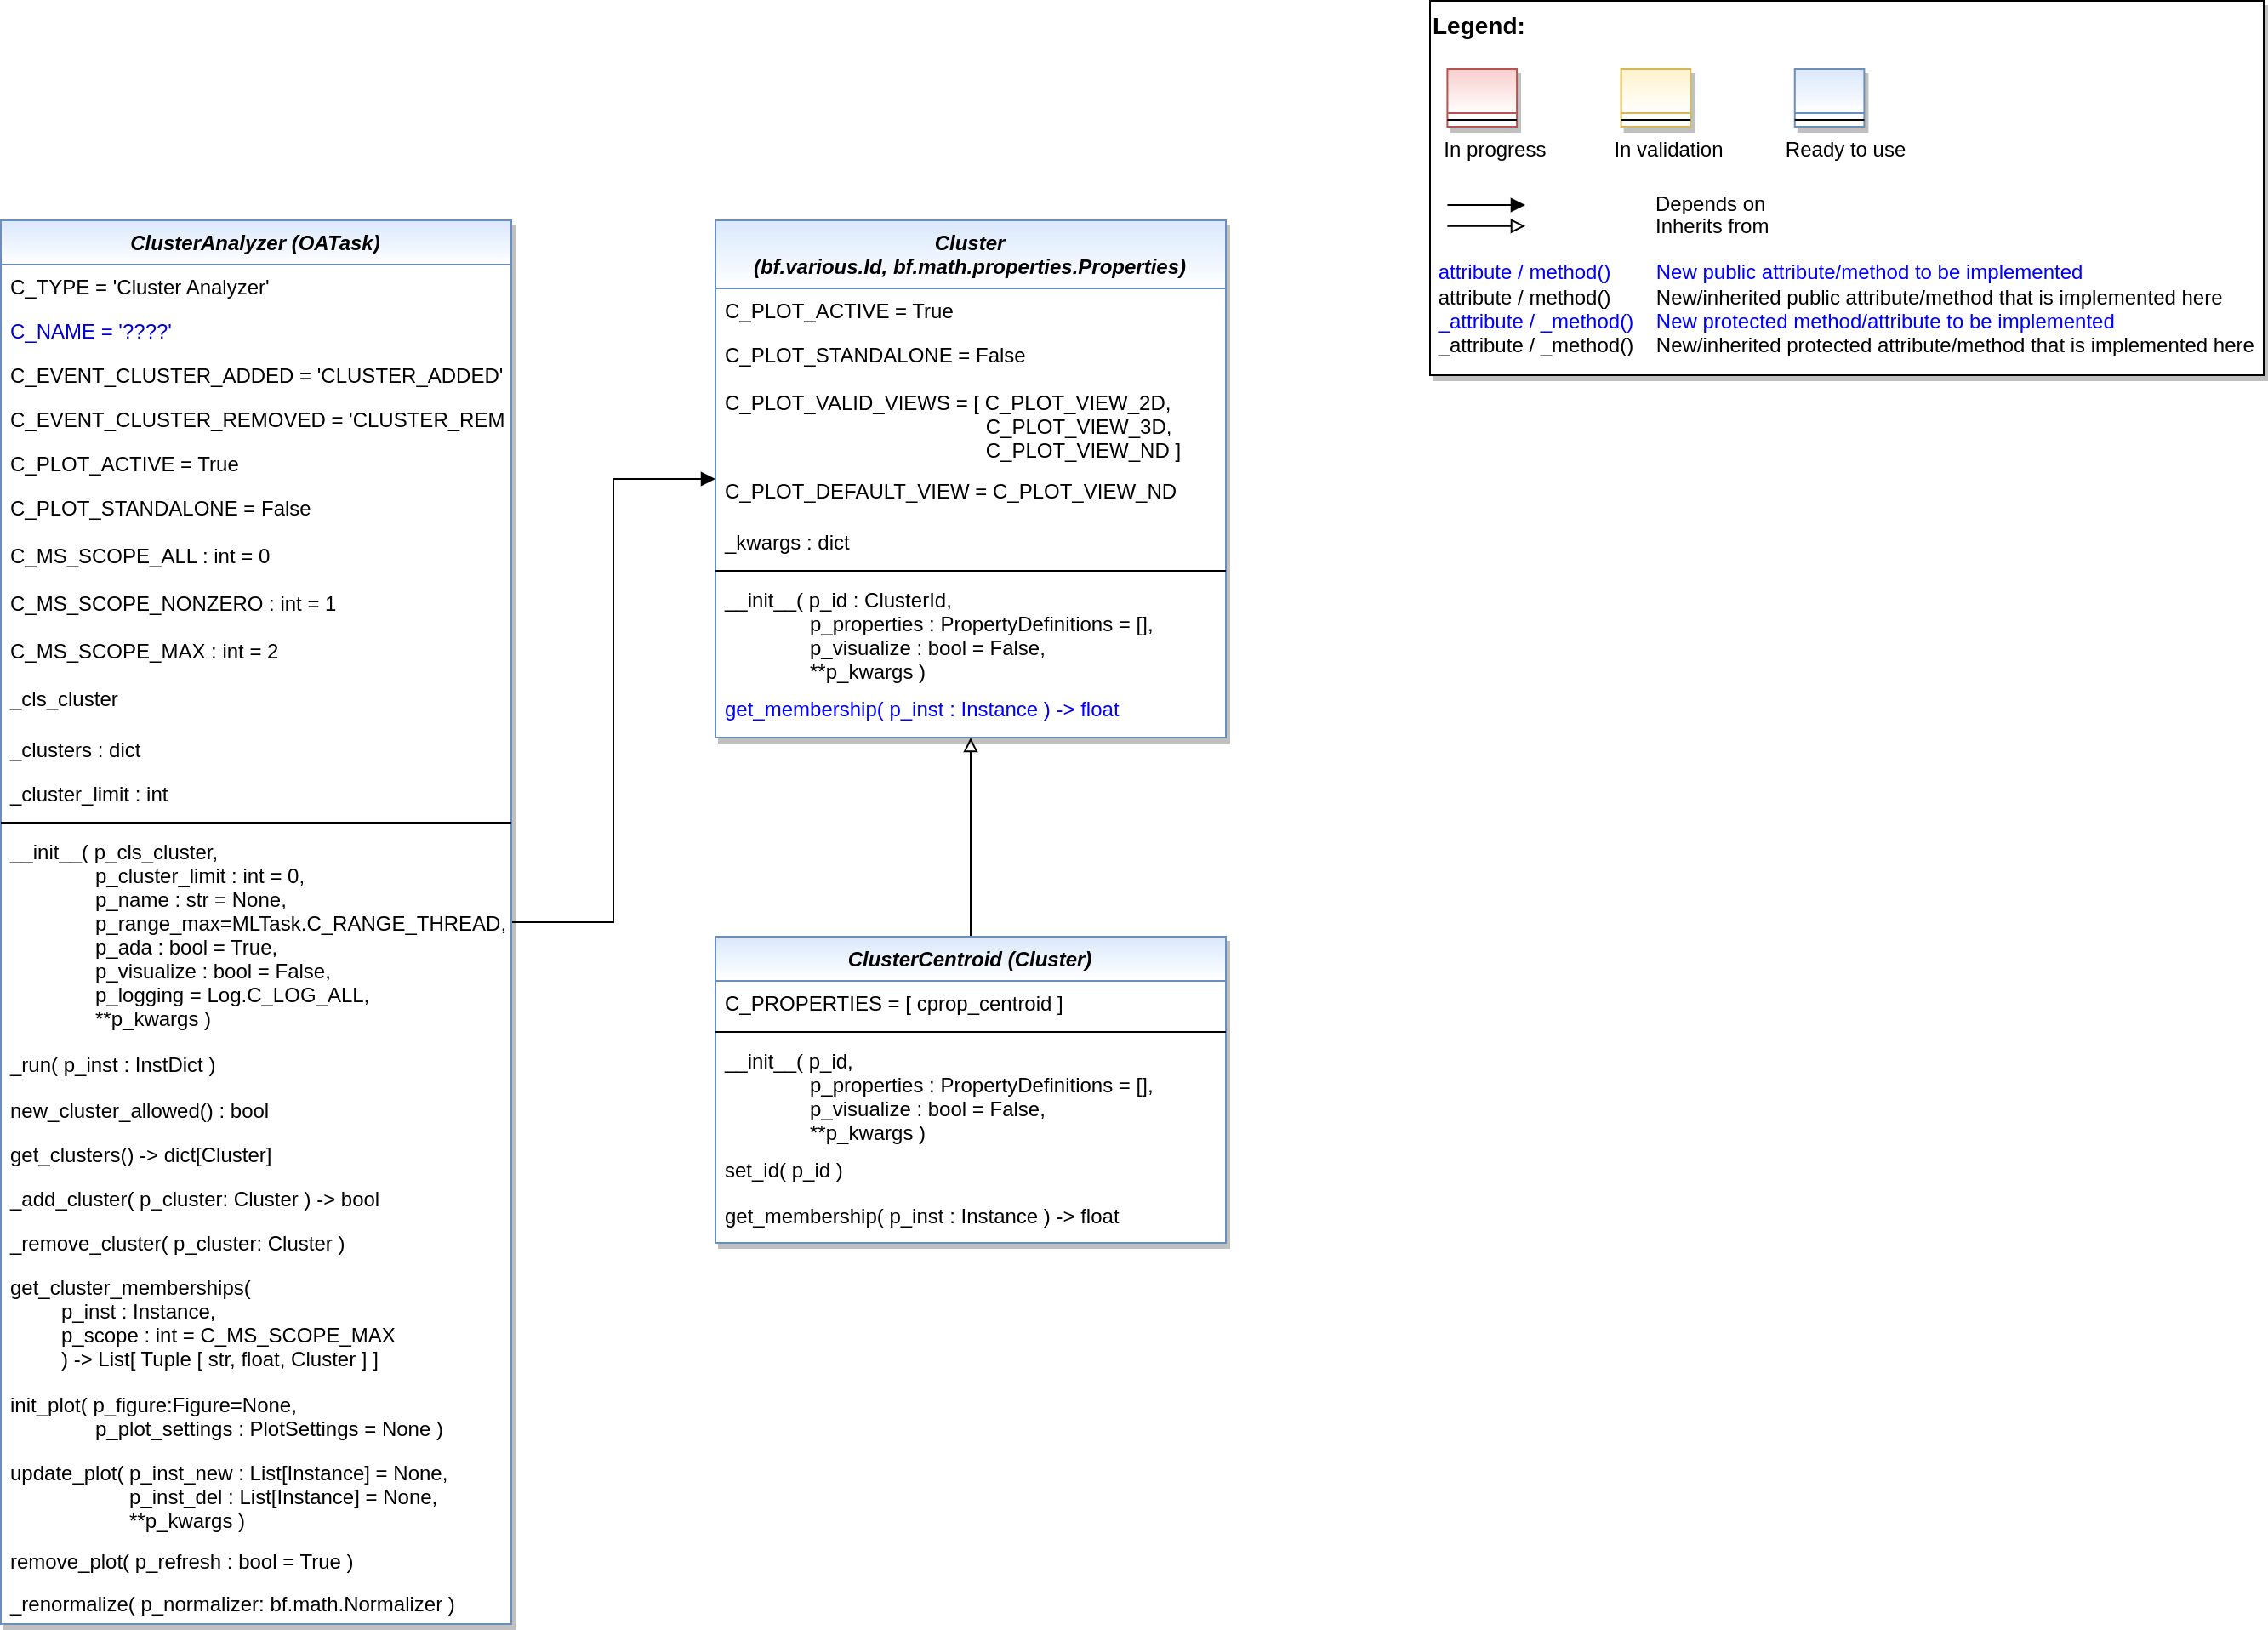 Legend:
In progress
In validation
Ready to use
Depends on
Inherits from
attribute / method() New public attribute/method to be implemented
attribute / method() New/inherited public attribute/method that is implemented here
_attribute / _method() New protected method/attribute to be implemented
_attribute / _method() New/inherited protected attribute/method that is implemented here
ClusterAnalyzer (OATask)
C_TYPE = 'Cluster Analyzer'
C_NAME = '????'
C_EVENT_CLUSTER_ADDED = 'CLUSTER_ADDED'
C_EVENT_CLUSTER_REMOVED = 'CLUSTER_REM
C_PLOT_ACTIVE = True
C_PLOT_STANDALONE = False
C_MS_SCOPE_ALL : int = 0
C_MS_SCOPE_NONZERO : int = 1
C_MS_SCOPE_MAX : int = 2
_cls_cluster
_clusters : dict
_cluster_limit : int
__init__( p_cls_cluster,
p_cluster_limit : int = 0,
p_name : str = None,
p_range_max=MLTask.C_RANGE_THREAD,
p_ada : bool = True,
p_visualize : bool = False,
p_logging = Log.C_LOG_ALL,
**p_kwargs )
_run( p_inst : InstDict )
new_cluster_allowed() : bool
get_clusters() -> dict[Cluster]
_add_cluster( p_cluster: Cluster ) -> bool
_remove_cluster( p_cluster: Cluster )
get_cluster_memberships(
p_inst : Instance,
p_scope : int = C_MS_SCOPE_MAX
) -> List[ Tuple [ str, float, Cluster ] ]
init_plot( p_figure:Figure=None,
p_plot_settings : PlotSettings = None )
update_plot( p_inst_new : List[Instance] = None,
p_inst_del : List[Instance] = None,
**p_kwargs )
remove_plot( p_refresh : bool = True )
_renormalize( p_normalizer: bf.math.Normalizer )
Cluster
(bf.various.Id, bf.math.properties.Properties)
C_PLOT_ACTIVE = True
C_PLOT_STANDALONE = False
C_PLOT_VALID_VIEWS = [ C_PLOT_VIEW_2D,
C_PLOT_VIEW_3D,
C_PLOT_VIEW_ND ]
C_PLOT_DEFAULT_VIEW = C_PLOT_VIEW_ND
_kwargs : dict
__init__( p_id : ClusterId,
p_properties : PropertyDefinitions = [],
p_visualize : bool = False,
**p_kwargs )
get_membership( p_inst : Instance ) -> float
ClusterCentroid (Cluster)
C_PROPERTIES = [ cprop_centroid ]
__init__( p_id,
p_properties : PropertyDefinitions = [],
p_visualize : bool = False,
**p_kwargs )
set_id( p_id )
get_membership( p_inst : Instance ) -> float